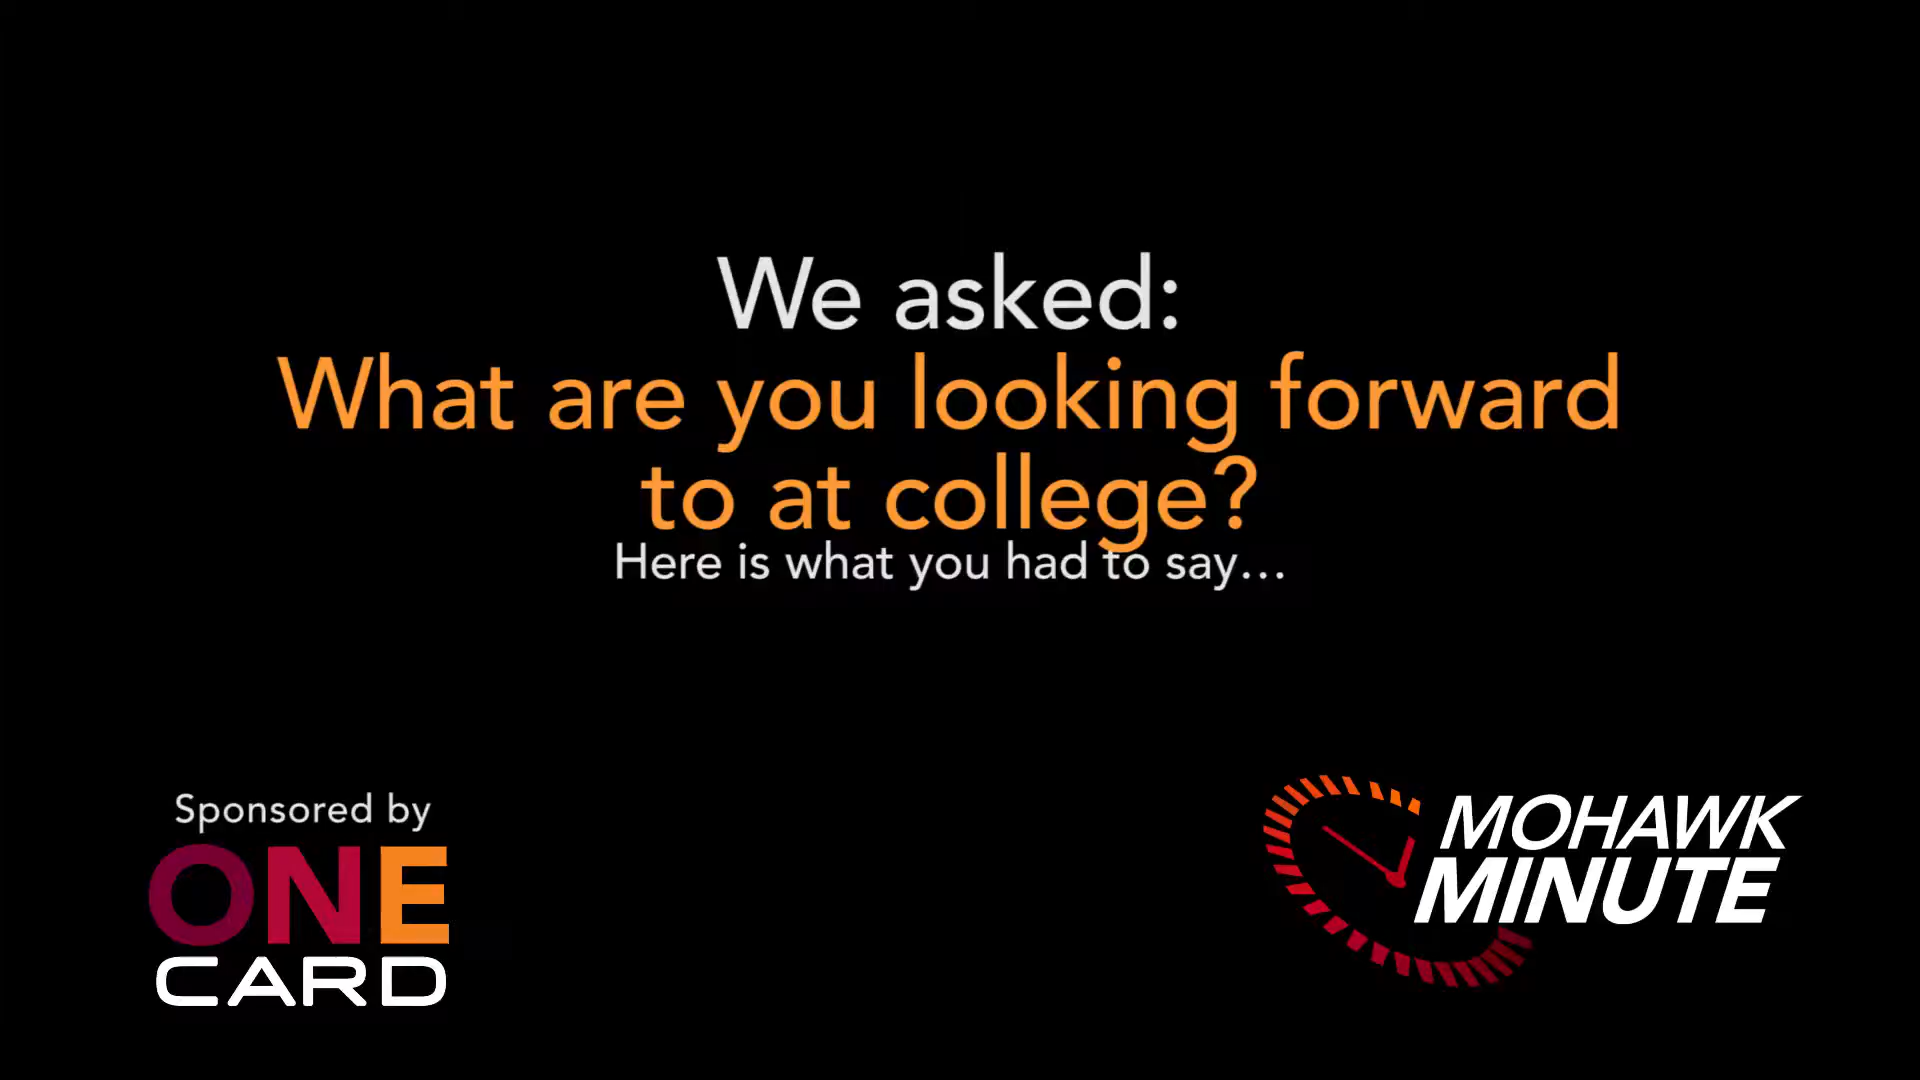 We asked:
What are you looking forward
to at college?
Here is what you had to say...
Sponsored by
ONE
CARD
MOHAWK
MINUTE